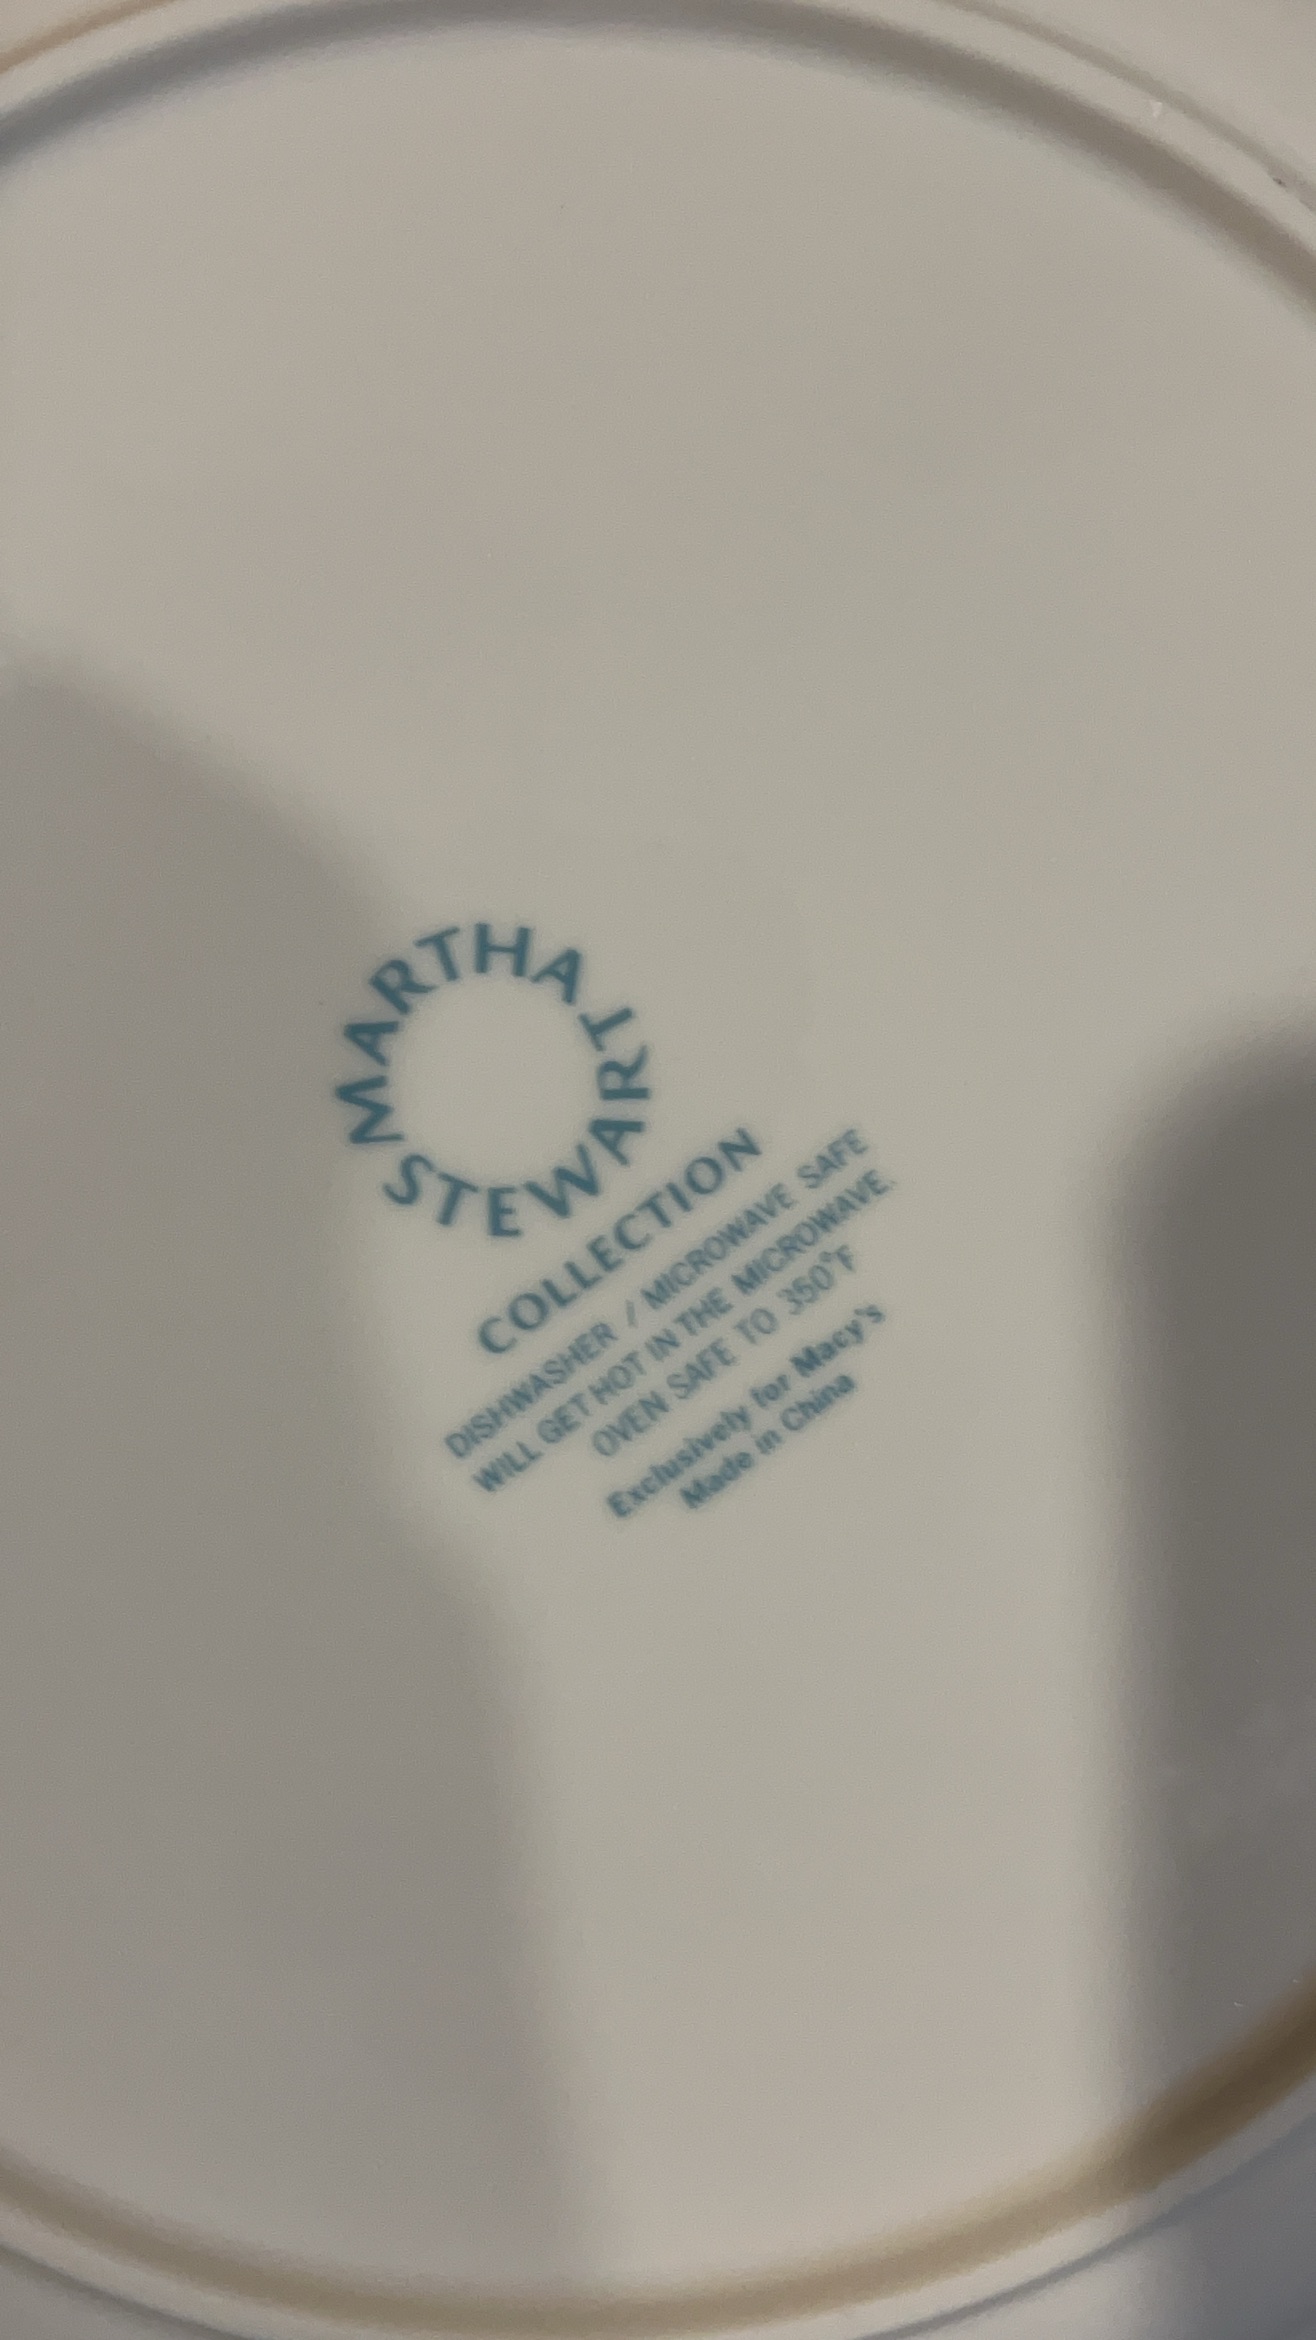 MARTHA
STEWART
COLLECTION
DISHWASHER / MICROWAVE SAFE
WILL GET HOT IN THE MICROWAVE.
OVEN SAFE TO 350°F
Exclusively for Macy's
Made in China